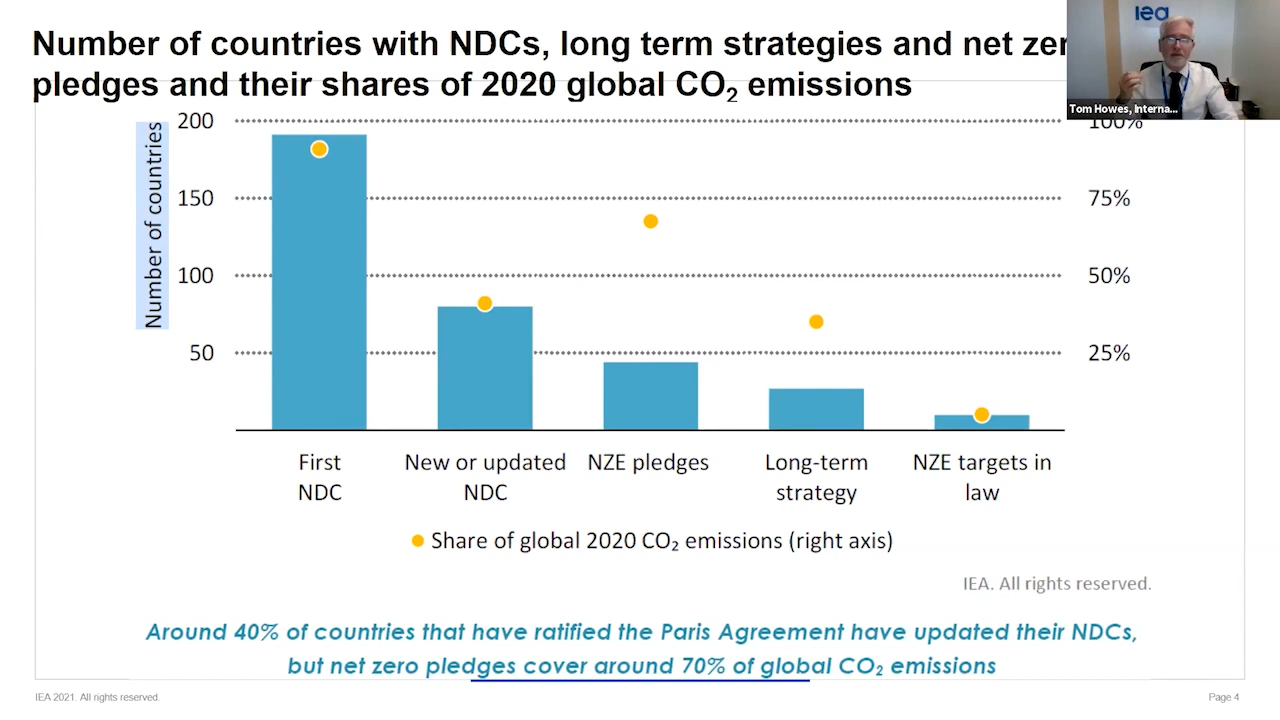 Number of countries with NDCs, long term strategies and net zer
pledges and their shares of 2020 global CO₂ emissions
iea
Tom Howes, Interna...
Number of countries
200
150
100
50
100%
75%
50%
25%
First
NDC
New or updated
NDC
NZE pledges
Long-term
strategy
NZE targets in
law
Share of global 2020 CO₂ emissions (right axis)
IEA. All rights reserved.
Around 40% of countries that have ratified the Paris Agreement have updated their NDCs,
but net zero pledges cover around 70% of global CO₂ emissions
IEA 2021. All rights reserved.
Page 4